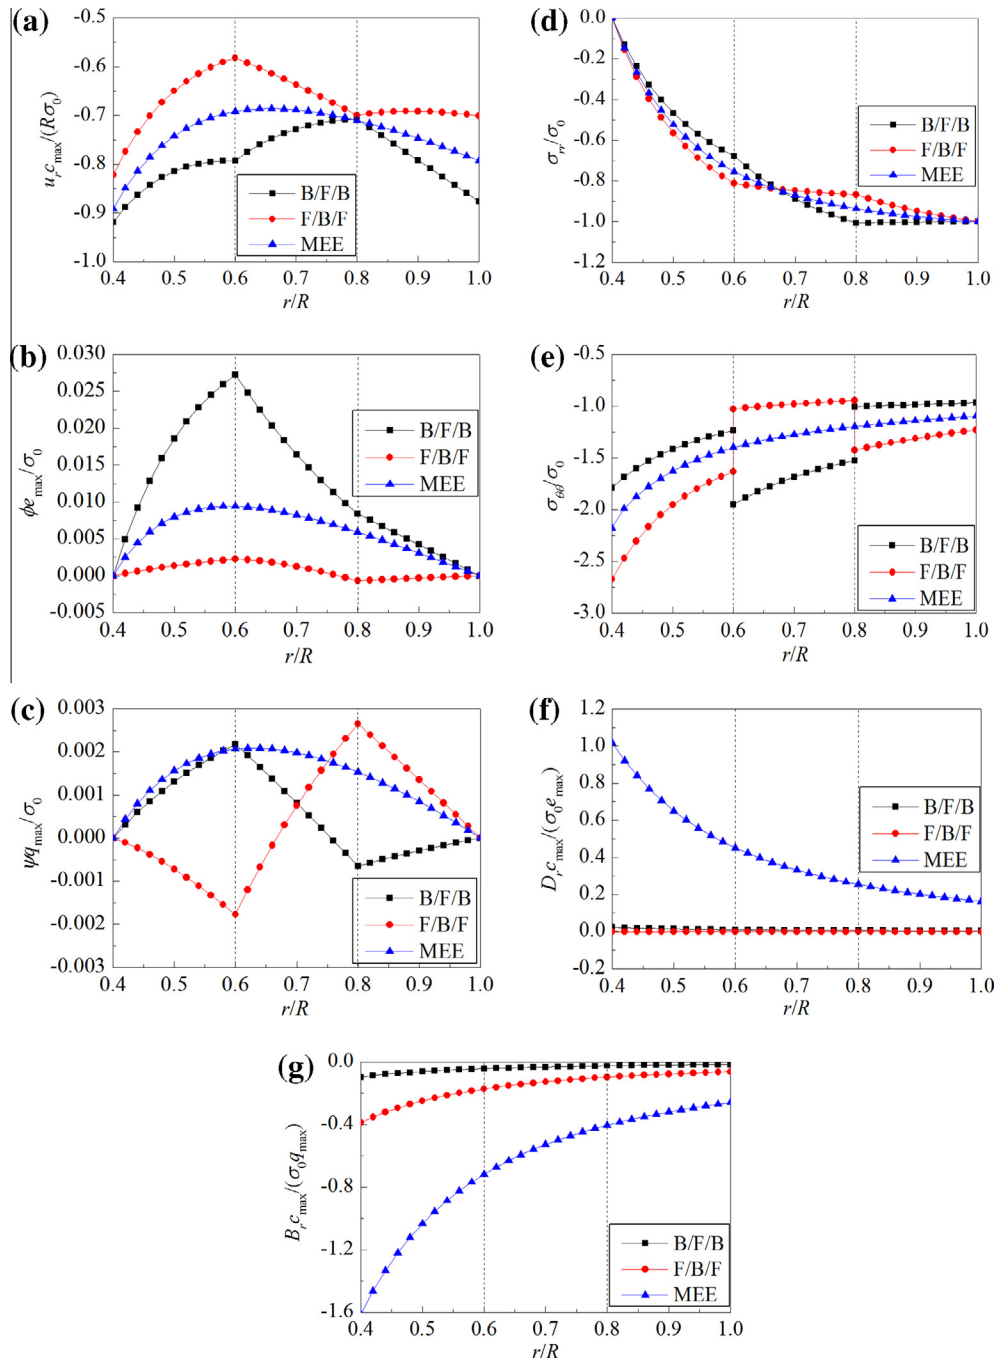 (a)
-0.5
-0.6
-0.7
-0.8
-0.9
-1.0
u_r c_max/(Rσ_0)
B/F/B
F/B/F
MEE
0.4 0.5 0.6 0.7 0.8 0.9 1.0
r/R
(d)
0.0
-0.2
-0.4
-0.6
-0.8
-1.0
-1.2
σ_rr/σ_0
B/F/B
F/B/F
MEE
0.4 0.5 0.6 0.7 0.8 0.9 1.0
r/R
(b)
0.030
0.025
0.020
0.015
0.010
0.005
0.000
-0.005
ϕe_max/σ_0
B/F/B
F/B/F
MEE
0.4 0.5 0.6 0.7 0.8 0.9 1.0
r/R
(e)
-0.5
-1.0
-1.5
-2.0
-2.5
-3.0
σ_θθ/σ_0
B/F/B
F/B/F
MEE
0.4 0.5 0.6 0.7 0.8 0.9 1.0
r/R
(c)
0.003
0.002
0.001
0.000
-0.001
-0.002
-0.003
ψq_max/σ_0
B/F/B
F/B/F
MEE
0.4 0.5 0.6 0.7 0.8 0.9 1.0
r/R
(f)
1.2
1.0
0.8
0.6
0.4
0.2
0.0
-0.2
D_r c_max/(σ_0 e_max)
B/F/B
F/B/F
MEE
0.4 0.5 0.6 0.7 0.8 0.9 1.0
r/R
(g)
0.0
-0.4
-0.8
-1.2
-1.6
B_r c_max/(σ_0 q_max)
B/F/B
F/B/F
MEE
0.4 0.5 0.6 0.7 0.8 0.9 1.0
r/R